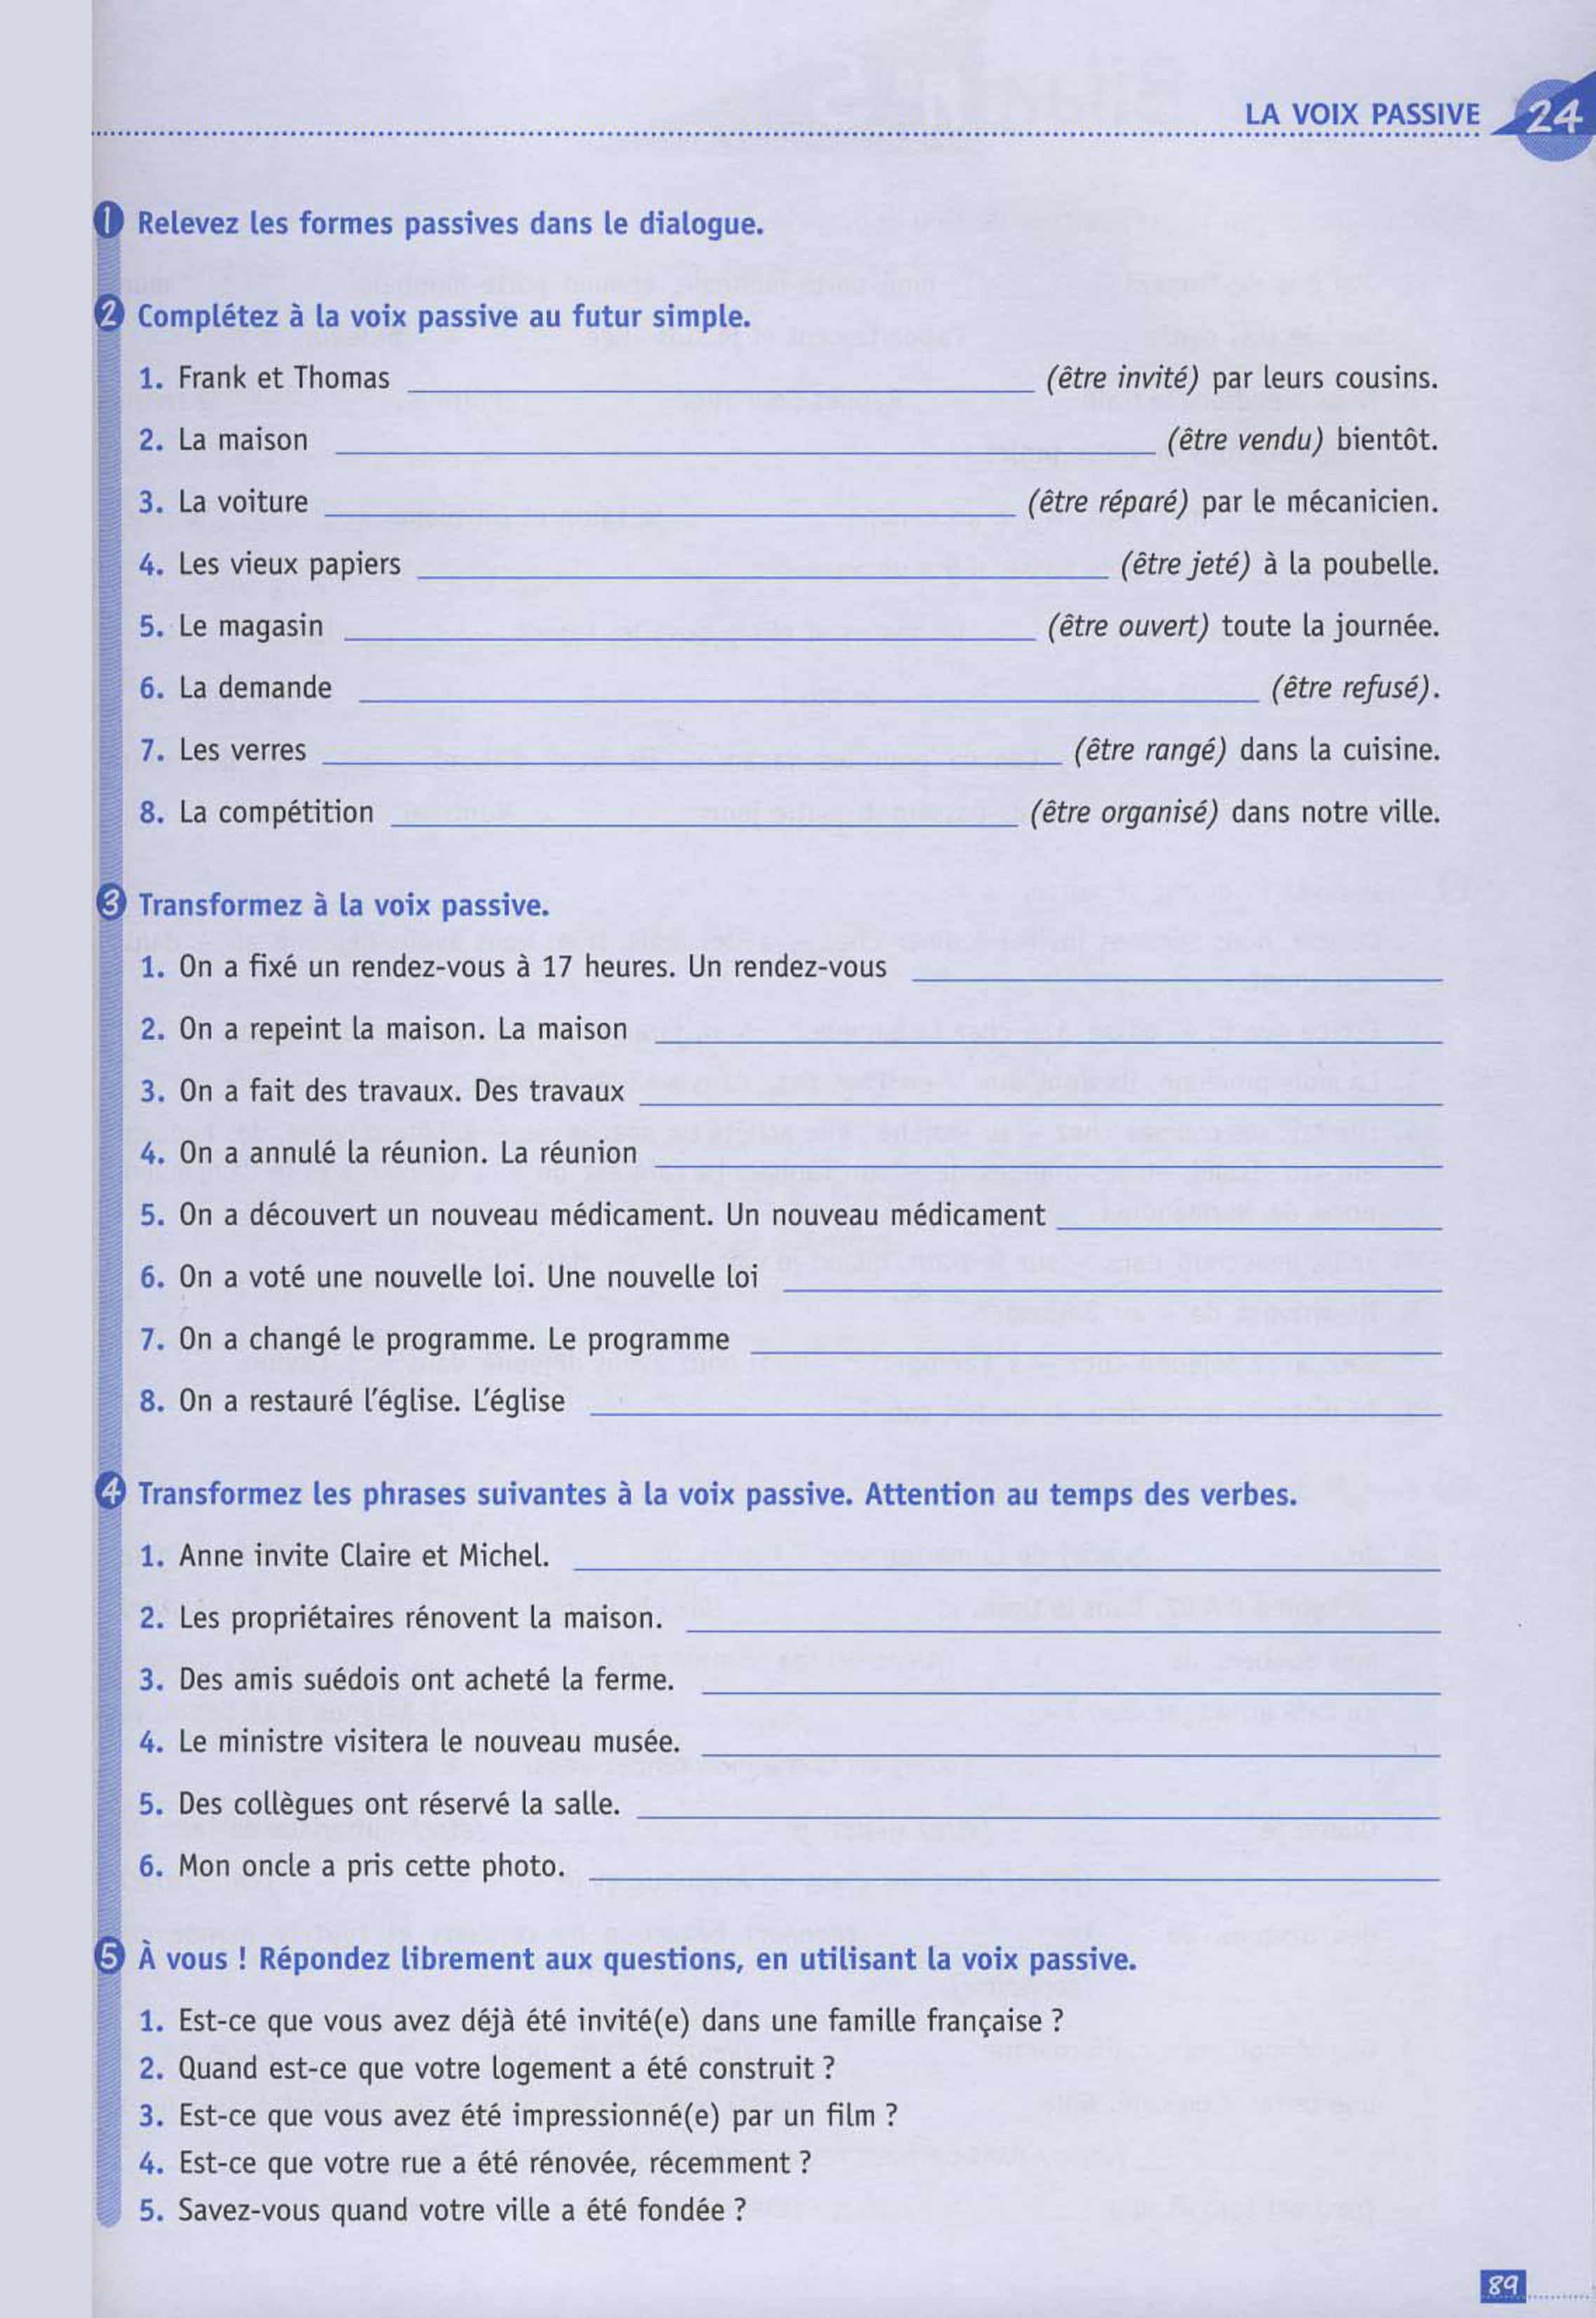 LA VOIX PASSIVE 24
1 Relevez les formes passives dans le dialogue.
2 Complétez à la voix passive au futur simple.
1. Frank et Thomas ______ (être invité) par leurs cousins.
2. La maison ______ (être vendu) bientôt.
3. La voiture ______ (être réparé) par le mécanicien.
4. Les vieux papiers ______ (être jeté) à la poubelle.
5. Le magasin ______ (être ouvert) toute la journée.
6. La demande ______ (être refusé).
7. Les verres ______ (être rangé) dans la cuisine.
8. La compétition ______ (être organisé) dans notre ville.
3 Transformez à la voix passive.
1. On a fixé un rendez-vous à 17 heures. Un rendez-vous ______
2. On a repeint la maison. La maison ______
3. On a fait des travaux. Des travaux ______
4. On a annulé la réunion. La réunion ______
5. On a découvert un nouveau médicament. Un nouveau médicament ______
6. On a voté une nouvelle loi. Une nouvelle loi ______
7. On a changé le programme. Le programme ______
8. On a restauré l'église. L'église ______
4 Transformez les phrases suivantes à la voix passive. Attention au temps des verbes.
1. Anne invite Claire et Michel. ______
2. Les propriétaires rénovent la maison. ______
3. Des amis suédois ont acheté la ferme. ______
4. Le ministre visitera le nouveau musée. ______
5. Des collègues ont réservé la salle. ______
6. Mon oncle a pris cette photo. ______
5 À vous ! Répondez librement aux questions, en utilisant la voix passive.
1. Est-ce que vous avez déjà été invité(e) dans une famille française ?
2. Quand est-ce que votre logement a été construit ?
3. Est-ce que vous avez été impressionné(e) par un film ?
4. Est-ce que votre rue a été rénovée, récemment ?
5. Savez-vous quand votre ville a été fondée ?
89